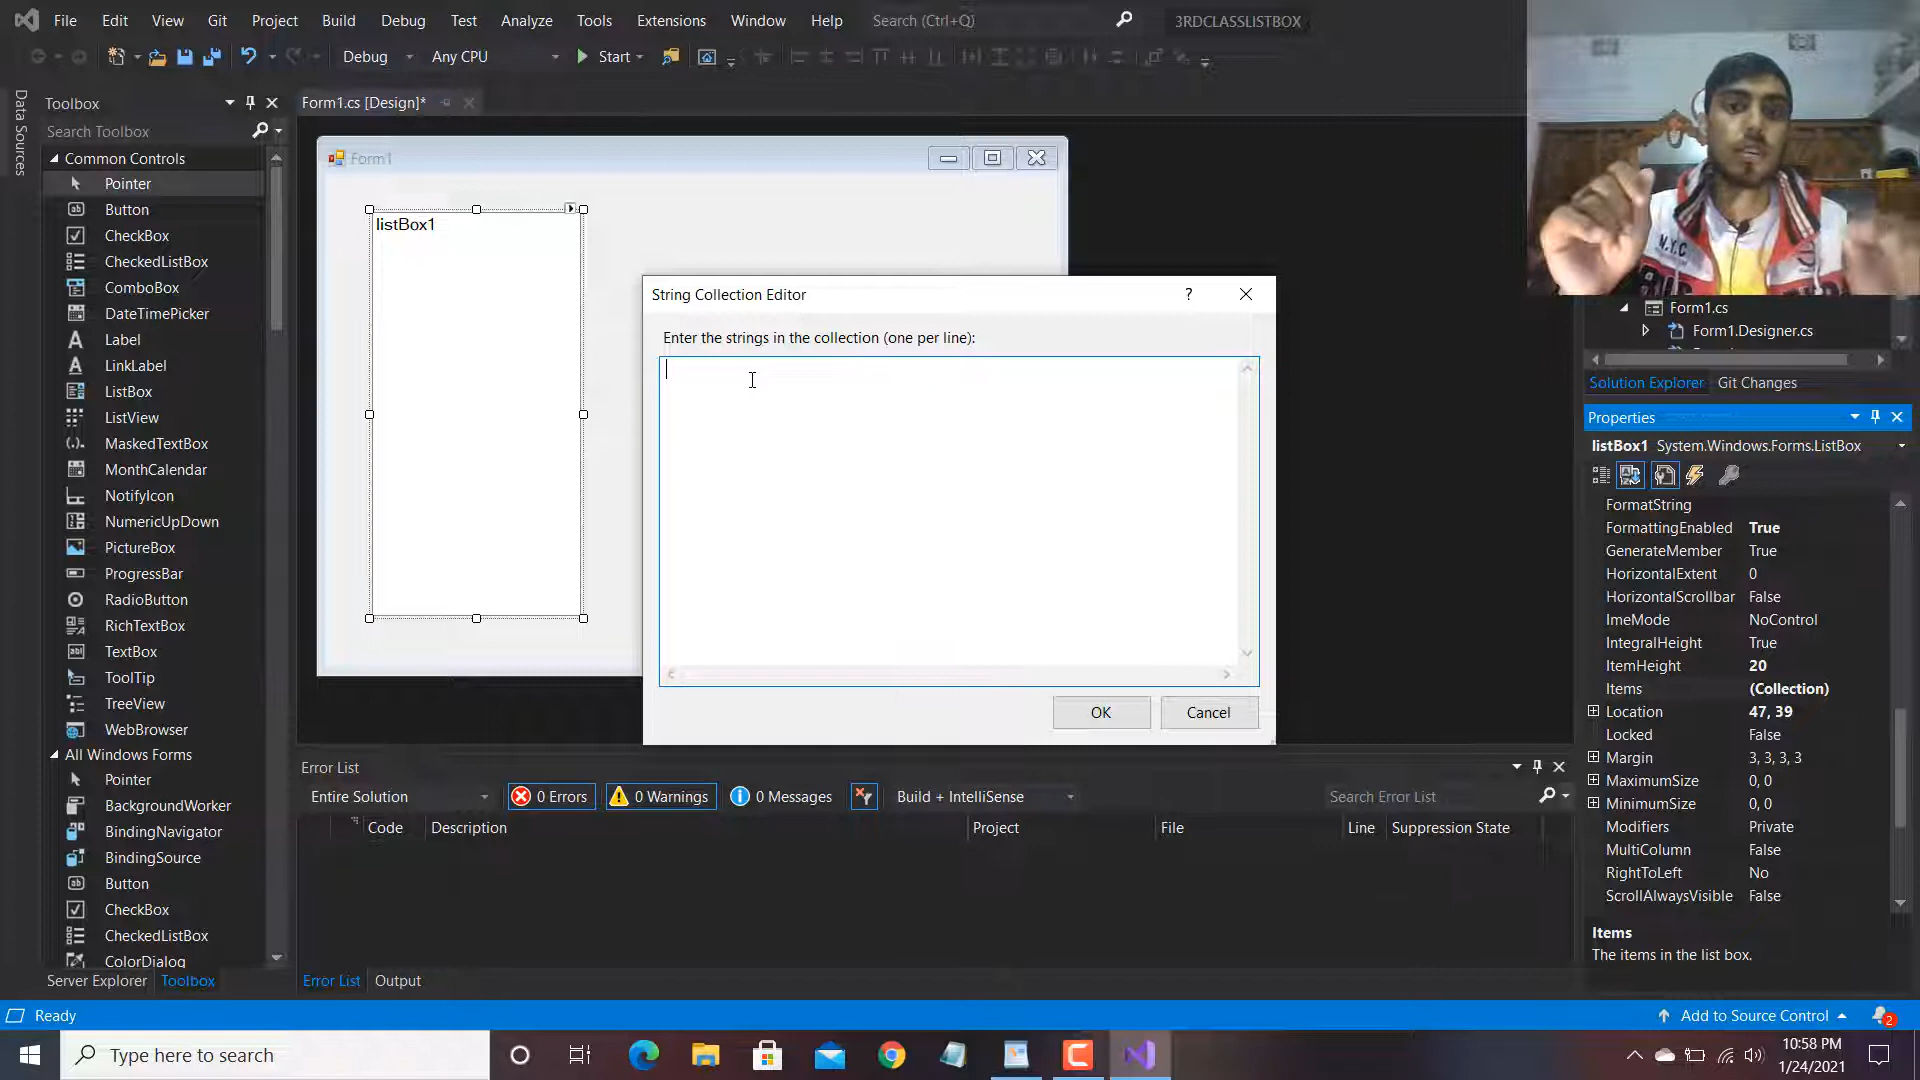 File Edit View Git Project Build Debug Test Analyze Tools Extensions Window Help Search (Ctrl+Q) 3RDCLASSLISTBOX
Debug Any CPU Start
Data Sources
Toolbox
Search Toolbox
Common Controls
Pointer
Button
CheckBox
CheckedListBox
ComboBox
DateTimePicker
Label
LinkLabel
ListBox
ListView
MaskedTextBox
MonthCalendar
NotifyIcon
NumericUpDown
PictureBox
ProgressBar
RadioButton
RichTextBox
TextBox
ToolTip
TreeView
WebBrowser
All Windows Forms
Pointer
BackgroundWorker
BindingNavigator
BindingSource
Button
CheckBox
CheckedListBox
ColorDialog
Server Explorer Toolbox
Form1.cs [Design]*
Form1
listBox1
String Collection Editor ?
Enter the strings in the collection (one per line):
OK Cancel
Error List
Entire Solution 0 Errors 0 Warnings 0 Messages Build + IntelliSense Search Error List
Code Description Project File Line Suppression State
Error List Output
N.Y.C
Form1.cs
Form1.Designer.cs
Solution Explorer Git Changes
Properties
listBox1 System.Windows.Forms.ListBox
FormatString
FormattingEnabled True
GenerateMember True
HorizontalExtent 0
HorizontalScrollbar False
ImeMode NoControl
IntegralHeight True
ItemHeight 20
Items (Collection)
Location 47, 39
Locked False
Margin 3, 3, 3, 3
MaximumSize 0, 0
MinimumSize 0, 0
Modifiers Private
MultiColumn False
RightToLeft No
ScrollAlwaysVisible False
Items
The items in the list box.
Ready Add to Source Control 2
Type here to search 10:58 PM
1/24/2021